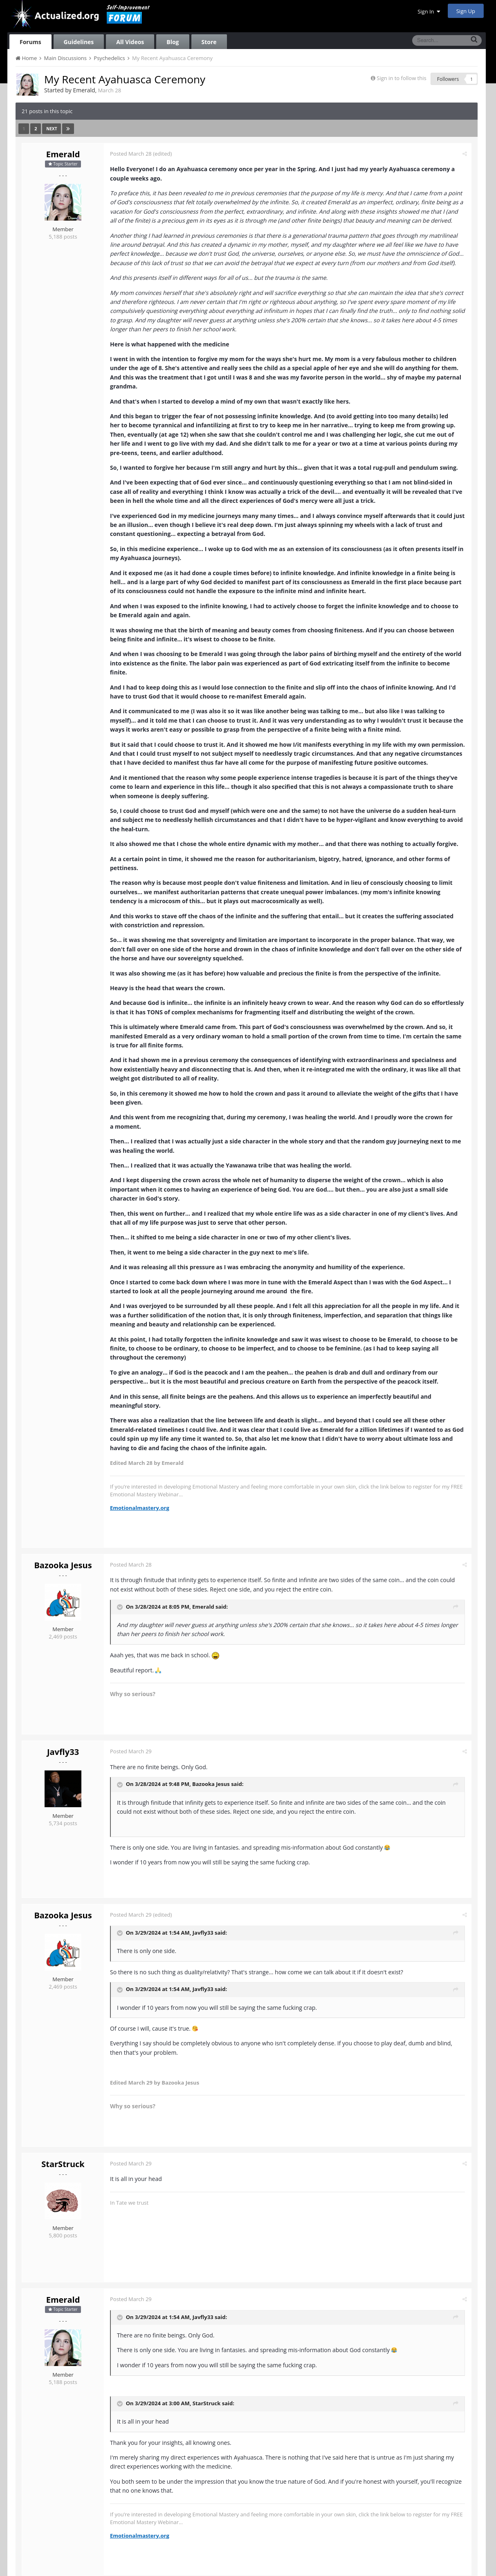 Actualized.org
Self-Improvement
FORUM
Sign In
Sign Up
Forums
Guidelines
All Videos
Blog
Store
Search...
Home > Main Discussions > Psychedelics > My Recent Ayahuasca Ceremony
My Recent Ayahuasca Ceremony
Started by Emerald, March 28
Sign in to follow this
Followers 1
21 posts in this topic
1 2 NEXT
Emerald
Topic Starter
- - -
Member
5,188 posts
Posted March 28 (edited)
Hello Everyone! I do an Ayahuasca ceremony once per year in the Spring. And I just had my yearly Ayahuasca ceremony a
couple weeks ago.
To preface this, it has been revealed to me in previous ceremonies that the purpose of my life is mercy. And that I came from a point
of God's consciousness that felt infinitely overwhelmed by the infinite. So, it created Emerald as an imperfect, ordinary, finite being as a
vacation for God's consciousness from the perfect, extraordinary, and infinite. And along with these insights showed me that I (and
all of the finite) is a precious gem in its own way and that it's from me (and other finite beings) that beauty and meaning can be derived.
Another thing I had learned in previous ceremonies is that there is a generational trauma pattern that goes through my matrilineal
line around betrayal. And this has created a dynamic in my mother, myself, and my daughter where we all feel like we have to have
perfect knowledge... because we don't trust God, the universe, ourselves, or anyone else. So, we must have the omniscience of God...
because of this lack of trust so that we can avoid the betrayal that we expect at every turn (from our mothers and from God itself).
And this presents itself in different ways for all of us... but the trauma is the same.
My mom convinces herself that she's absolutely right and will sacrifice everything so that she can maintain the idea that she's correct
and therefore righteous. I am never certain if I'm right or righteous about anything, so I've spent every spare moment of my life
compulsively questioning everything about everything ad infinitum in hopes that I can finally find the truth... only to find not solid
to grasp. And my daughter will never guess at anything unless she's 200% certain that she knows... so it takes here about 4-5 times
longer than her peers to finish her school work.
Here is what happened with the medicine
I went in with the intention to forgive my mom for the ways she's hurt me. My mom is a very fabulous mother to children
under the age of 8. She's attentive and really sees the child as a special apple of her eye and she will do anything for them.
And this was the treatment that I got until I was 8 and she was my favorite person in the world... shy of maybe my paternal
grandma.
And that's when I started to develop a mind of my own that wasn't exactly like hers.
And this began to trigger the fear of not possessing infinite knowledge. And (to avoid getting into too many details) led
her to become tyrannical and infantilizing at first to try to keep me in her narrative... trying to keep me from growing up.
Then, eventually (at age 12) when she saw that she couldn't control me and I was challenging her logic, she cut me out of
her life and I went to go live with my dad. And she didn't talk to me for a year or two at a time at various points during my
pre-teens, teens, and earlier adulthood.
So, I wanted to forgive her because I'm still angry and hurt by this... given that it was a total rug-pull and pendulum swing.
And I've been expecting that of God ever since... and continuously questioning everything so that I am not blind-sided in
case all of reality and everything I think I know was actually a trick of the devil.... and eventually it will be revealed that I've
been in hell the whole time and all the direct experiences of God's mercy were all just a trick.
I've experienced God in my medicine journeys many many times... and I always convince myself afterwards that it could just
be an illusion... even though I believe it's real deep down. I'm just always spinning my wheels with a lack of trust and
constant questioning... expecting a betrayal from God.
So, in this medicine experience... I woke up to God with me as an extension of its consciousness (as it often presents itself in
my Ayahuasca journeys).
And it exposed me (as it had done a couple times before) to infinite knowledge. And infinite knowledge in a finite being is
hell... and is a large part of why God decided to manifest part of its consciousness as Emerald in the first place because part
of its consciousness could not handle the exposure to the infinite mind and infinite heart.
And when I was exposed to the infinite knowing, I had to actively choose to forget the infinite knowledge and to choose to
be Emerald again and again.
It was showing me that the birth of meaning and beauty comes from choosing finiteness. And if you can choose between
being finite and infinite... it's wisest to choose to be finite.
And when I was choosing to be Emerald I was going through the labor pains of birthing myself and the entirety of the world
into existence as the finite. The labor pain was experienced as part of God extricating itself from the infinite to become
finite.
And I had to keep doing this as I would lose connection to the finite and slip off into the chaos of infinite knowing. And I'd
have to trust God that it would choose to re-manifest Emerald again.
And it communicated to me (I was also it so it was like another being was talking to me... but also like I was talking to
myself)... and it told me that I can choose to trust it. And it was very understanding as to why I wouldn't trust it because the
ways it works aren't easy or possible to grasp from the perspective of a finite being with a finite mind.
But it said that I could choose to trust it. And it showed me how I/it manifests everything in my life with my own permission.
And that I could trust myself to not subject myself to needlessly tragic circumstances. And that any negative circumstances
that I have decided to manifest thus far have all come for the purpose of manifesting future positive outcomes.
And it mentioned that the reason why some people experience intense tragedies is because it is part of the things they've
come to learn and experience in this life... though it also specified that this is not always a compassionate truth to share
when someone is deeply suffering.
So, I could choose to trust God and myself (which were one and the same) to not have the universe do a sudden heal-turn
and subject me to needlessly hellish circumstances and that I didn't have to be hyper-vigilant and know everything to avoid
the heal-turn.
It also showed me that I chose the whole entire dynamic with my mother... and that there was nothing to actually forgive.
At a certain point in time, it showed me the reason for authoritarianism, bigotry, hatred, ignorance, and other forms of
pettiness.
The reason why is because most people don't value finiteness and limitation. And in lieu of consciously choosing to limit
ourselves... we manifest authoritarian patterns that create unequal power imbalances. (my mom's infinite knowing
tendency is a microcosm of this... but it plays out macrocosmically as well).
And this works to stave off the chaos of the infinite and the suffering that entail... but it creates the suffering associated
with constriction and repression.
So... it was showing me that sovereignty and limitation are important to incorporate in the proper balance. That way, we
don't fall over on one side of the horse and drown in the chaos of infinite knowledge and don't fall over on the other side of
the horse and have our sovereignty squelched.
It was also showing me (as it has before) how valuable and precious the finite is from the perspective of the infinite.
Heavy is the head that wears the crown.
And because God is infinite... the infinite is an infinitely heavy crown to wear. And the reason why God can do so effortlessly
is that it has TONS of complex mechanisms for fragmenting itself and distributing the weight of the crown.
This is ultimately where Emerald came from. This part of God's consciousness was overwhelmed by the crown. And so, it
manifested Emerald as a very ordinary woman to hold a small portion of the crown from time to time. I'm certain the same
is true for all finite forms.
And it had shown me in a previous ceremony the consequences of identifying with extraordinariness and specialness and
how existentially heavy and disconnecting that is. And then, when it re-integrated me with the ordinary, it was like all that
weight got distributed to all of reality.
So, in this ceremony it showed me how to hold the crown and pass it around to alleviate the weight of the gifts that I have
been given.
And this went from me recognizing that, during my ceremony, I was healing the world. And I proudly wore the crown for
a moment.
Then... I realized that I was actually just a side character in the whole story and that the random guy journeying next to me
was healing the world.
Then... I realized that it was actually the Yawanawa tribe that was healing the world.
And I kept dispersing the crown across the whole net of humanity to disperse the weight of the crown... which is also
important when it comes to having an experience of being God. You are God.... but then... you are also just a small side
character in God's story.
Then, this went on further... and I realized that my whole entire life was as a side character in one of my client's lives. And
that all of my life purpose was just to serve that other person.
Then... it shifted to me being a side character in one or two of my other client's lives.
Then, it went to me being a side character in the guy next to me's life.
And it was releasing all this pressure as I was embracing the anonymity and humility of the experience.
Once I started to come back down where I was more in tune with the Emerald Aspect than I was with the God Aspect... I
started to look at all the people journeying around me around the fire.
And I was overjoyed to be surrounded by all these people. And I felt all this appreciation for all the people in my life. And it
was a further solidification of the notion that, it is only through finiteness, imperfection, and separation that things like
meaning and beauty and relationship can be experienced.
At this point, I had totally forgotten the infinite knowledge and saw it was wisest to choose to be Emerald, to choose to be
finite, to choose to be ordinary, to choose to be imperfect, and to choose to be feminine. (as I had to keep saying all
throughout the ceremony)
To give an analogy... if God is the peacock and I am the peahen... the peahen is drab and dull and ordinary from our
perspective... but it is the most beautiful and precious creature on Earth from the perspective of the peacock itself.
And in this sense, all finite beings are the peahens. And this allows us to experience an imperfectly beautiful and
meaningful story.
There was also a realization that the line between life and death is slight... and beyond that I could see all these other
Emerald-related timelines I could live. And it was clear that I could live as Emerald for a zillion lifetimes if I wanted to as God
could spin up my life any time it wanted to. So, that also let me know that I didn't have to worry about ultimate loss and
having to die and facing the chaos of the infinite again.
Edited March 28 by Emerald
If you're interested in developing Emotional Mastery and feeling more comfortable in your own skin, click the link below to register for my FREE
Emotional Mastery Webinar...
Emotionalmastery.org
Bazooka Jesus
- - -
Member
2,469 posts
Posted March 28
It is through finitude that infinity gets to experience itself. So finite and infinite are two sides of the same coin... and the coin could
not exist without both of these sides. Reject one side, and you reject the entire coin.
On 3/28/2024 at 8:05 PM, Emerald said:
And my daughter will never guess at anything unless she's 200% certain that she knows... so it takes here about 4-5 times longer
than her peers to finish her school work.
Aaah yes, that was me back in school.
Beautiful report.
Why so serious?
Javfly33
- - -
Member
5,734 posts
Posted March 29
There are no finite beings. Only God.
On 3/28/2024 at 9:48 PM, Bazooka Jesus said:
It is through finitude that infinity gets to experience itself. So finite and infinite are two sides of the same coin... and the coin
could not exist without both of these sides. Reject one side, and you reject the entire coin.
There is only one side. You are living in fantasies. and spreading mis-information about God constantly
I wonder if 10 years from now you will still be saying the same fucking crap.
Bazooka Jesus
- - -
Member
2,469 posts
Posted March 29 (edited)
On 3/29/2024 at 1:54 AM, Javfly33 said:
There is only one side.
So there is no such thing as duality/relativity? That's strange... how come we can talk about it if it doesn't exist?
On 3/29/2024 at 1:54 AM, Javfly33 said:
I wonder if 10 years from now you will still be saying the same fucking crap.
Of course I will, cause it's true.
Everything I say should be completely obvious to anyone who isn't completely dense. If you choose to play deaf, dumb and blind,
then that's your problem.
Edited March 29 by Bazooka Jesus
Why so serious?
StarStruck
- - -
Member
5,800 posts
Posted March 29
It is all in your head
In Tate we trust
Emerald
Topic Starter
- - -
Member
5,188 posts
Posted March 29
On 3/29/2024 at 1:54 AM, Javfly33 said:
There are no finite beings. Only God.
There is only one side. You are living in fantasies. and spreading mis-information about God constantly
I wonder if 10 years from now you will still be saying the same fucking crap.
On 3/29/2024 at 3:00 AM, StarStruck said:
It is all in your head
Thank you for your insights, all knowing ones.
I'm merely sharing my direct experiences with Ayahuasca. There is nothing that I've said here that is untrue as I'm just sharing my
direct experiences working with the medicine.
You both seem to be under the impression that you know the true nature of God. And if you're honest with yourself, you'll recognize
that no one knows that.
If you're interested in developing Emotional Mastery and feeling more comfortable in your own skin, click the link below to register for my FREE
Emotional Mastery Webinar...
Emotionalmastery.org